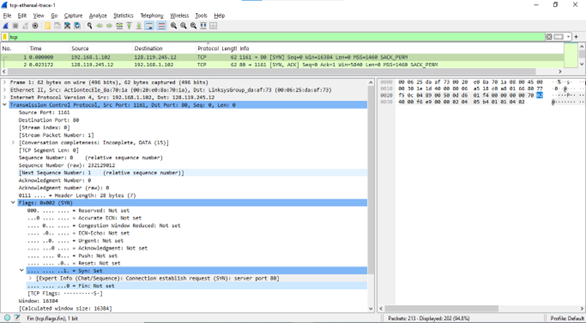 tcp-ethereal-trace-1
File Edit View Go Capture Analyze Statistics Telephony Wireless Tools Help
tcp
No. Time Source Destination Protocol Length Info
1 0.000000 192.168.1.102 128.119.245.12 TCP 62 1161 → 80 [SYN] Seq=0 Win=16384 Len=0 MSS=1460 SACK_PERM
2 0.023172 128.119.245.12 192.168.1.102 TCP 62 80 → 1161 [SYN, ACK] Seq=0 Ack=1 Win=5840 Len=0 MSS=1460 SACK_PERM
Frame 1: 62 bytes on wire (496 bits), 62 bytes captured (496 bits)
Ethernet II, Src: Actiontec_8a:70:1a (00:20:e0:8a:70:1a), Dst: LinksysGroup_da:af:73 (00:06:25:da:af:73)
Internet Protocol Version 4, Src: 192.168.1.102, Dst: 128.119.245.12
Transmission Control Protocol, Src Port: 1161, Dst Port: 80, Seq: 0, Len: 0
Source Port: 1161
Destination Port: 80
[Stream index: 0]
[Stream Packet Number: 1]
[Conversation completeness: Incomplete, DATA (15)]
[TCP Segment Len: 0]
Sequence Number: 0 (relative sequence number)
Sequence Number (raw): 232129012
[Next Sequence Number: 1 (relative sequence number)]
Acknowledgment Number: 0
Acknowledgment number (raw): 0
0111 .... = Header Length: 28 bytes (7)
Flags: 0x002 (SYN)
000. .... .... = Reserved: Not set
...0 .... .... = Accurate ECN: Not set
.... 0... .... = Congestion Window Reduced: Not set
.... .0.. .... = ECN-Echo: Not set
.... ..0. .... = Urgent: Not set
.... ...0 .... = Acknowledgment: Not set
.... .... 0... = Push: Not set
.... .... .0.. = Reset: Not set
.... .... ..1. = Syn: Set
[Expert Info (Chat/Sequence): Connection establish request (SYN): server port 80]
.... .... ...0 = Fin: Not set
[TCP Flags: ··········S·]
Window: 16384
[Calculated window size: 16384]
0000 00 06 25 da af 73 00 20 e0 8a 70 1a 08 00 45 00
0010 00 30 1e 1d 40 00 80 06 a5 18 c0 a8 01 66 80 77
0020 f5 0c 04 89 00 50 0d d6 01 f4 00 00 00 00 70 02
0030 40 00 f6 e9 00 00 02 04 05 b4 01 01 04 02
Fin (tcp.flags.fin), 1 bit
Packets: 213 · Displayed: 202 (94.8%)
Profile: Default